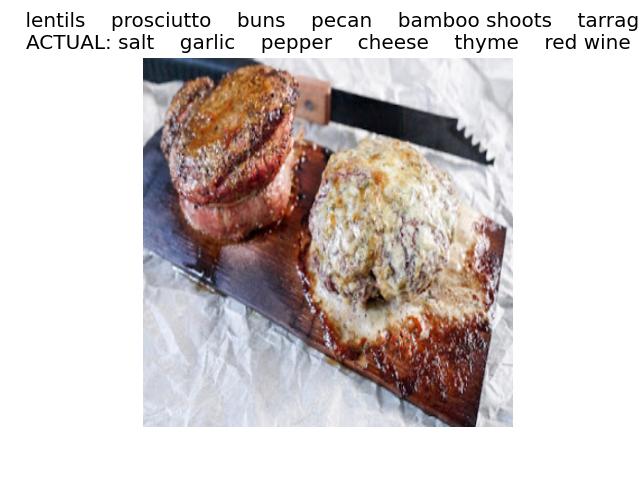 lentils prosciutto buns pecan bamboo shoots tarrag
ACTUAL: salt garlic pepper cheese thyme red wine